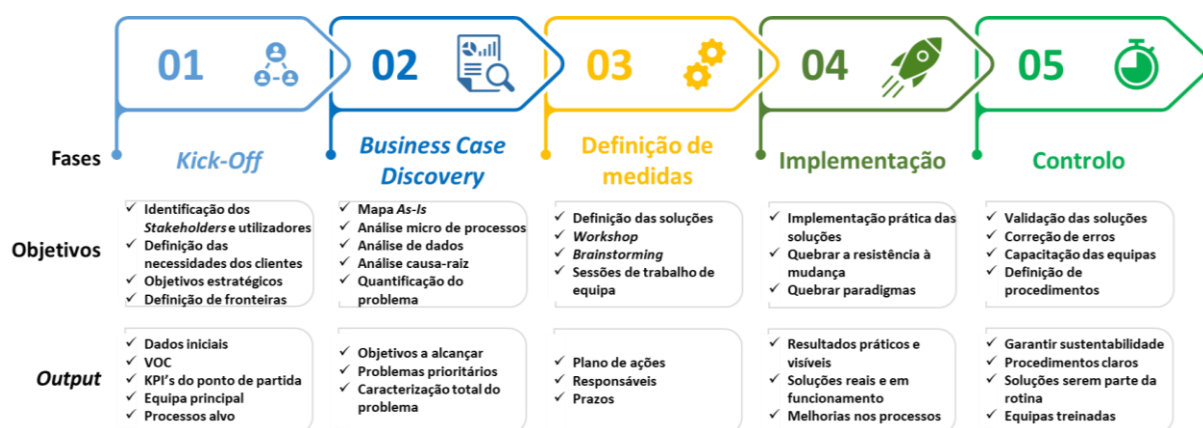 01
02
03
04
05
Fases
Kick-Off
Business Case
Discovery
Definição de
medidas
Implementação
Controlo
Objetivos
✓ Identificação dos
Stakeholders e utilizadores
✓ Definição das
necessidades dos clientes
✓ Objetivos estratégicos
✓ Definição de fronteiras
✓ Mapa As-Is
✓ Análise micro de processos
✓ Análise de dados
✓ Análise causa-raiz
✓ Quantificação do
problema
✓ Definição das soluções
✓ Workshop
✓ Brainstorming
✓ Sessões de trabalho de
equipa
✓ Implementação prática das
soluções
✓ Quebrar a resistência à
mudança
✓ Quebrar paradigmas
✓ Validação das soluções
✓ Correção de erros
✓ Capacitação das equipas
✓ Definição de
procedimentos
Output
✓ Dados iniciais
✓ VOC
✓ KPI's do ponto de partida
✓ Equipa principal
✓ Processos alvo
✓ Objetivos a alcançar
✓ Problemas prioritários
✓ Caracterização total do
problema
✓ Plano de ações
✓ Responsáveis
✓ Prazos
✓ Resultados práticos e
visíveis
✓ Soluções reais e em
funcionamento
✓ Melhorias nos processos
✓ Garantir sustentabilidade
✓ Procedimentos claros
✓ Soluções serem parte da
rotina
✓ Equipas treinadas